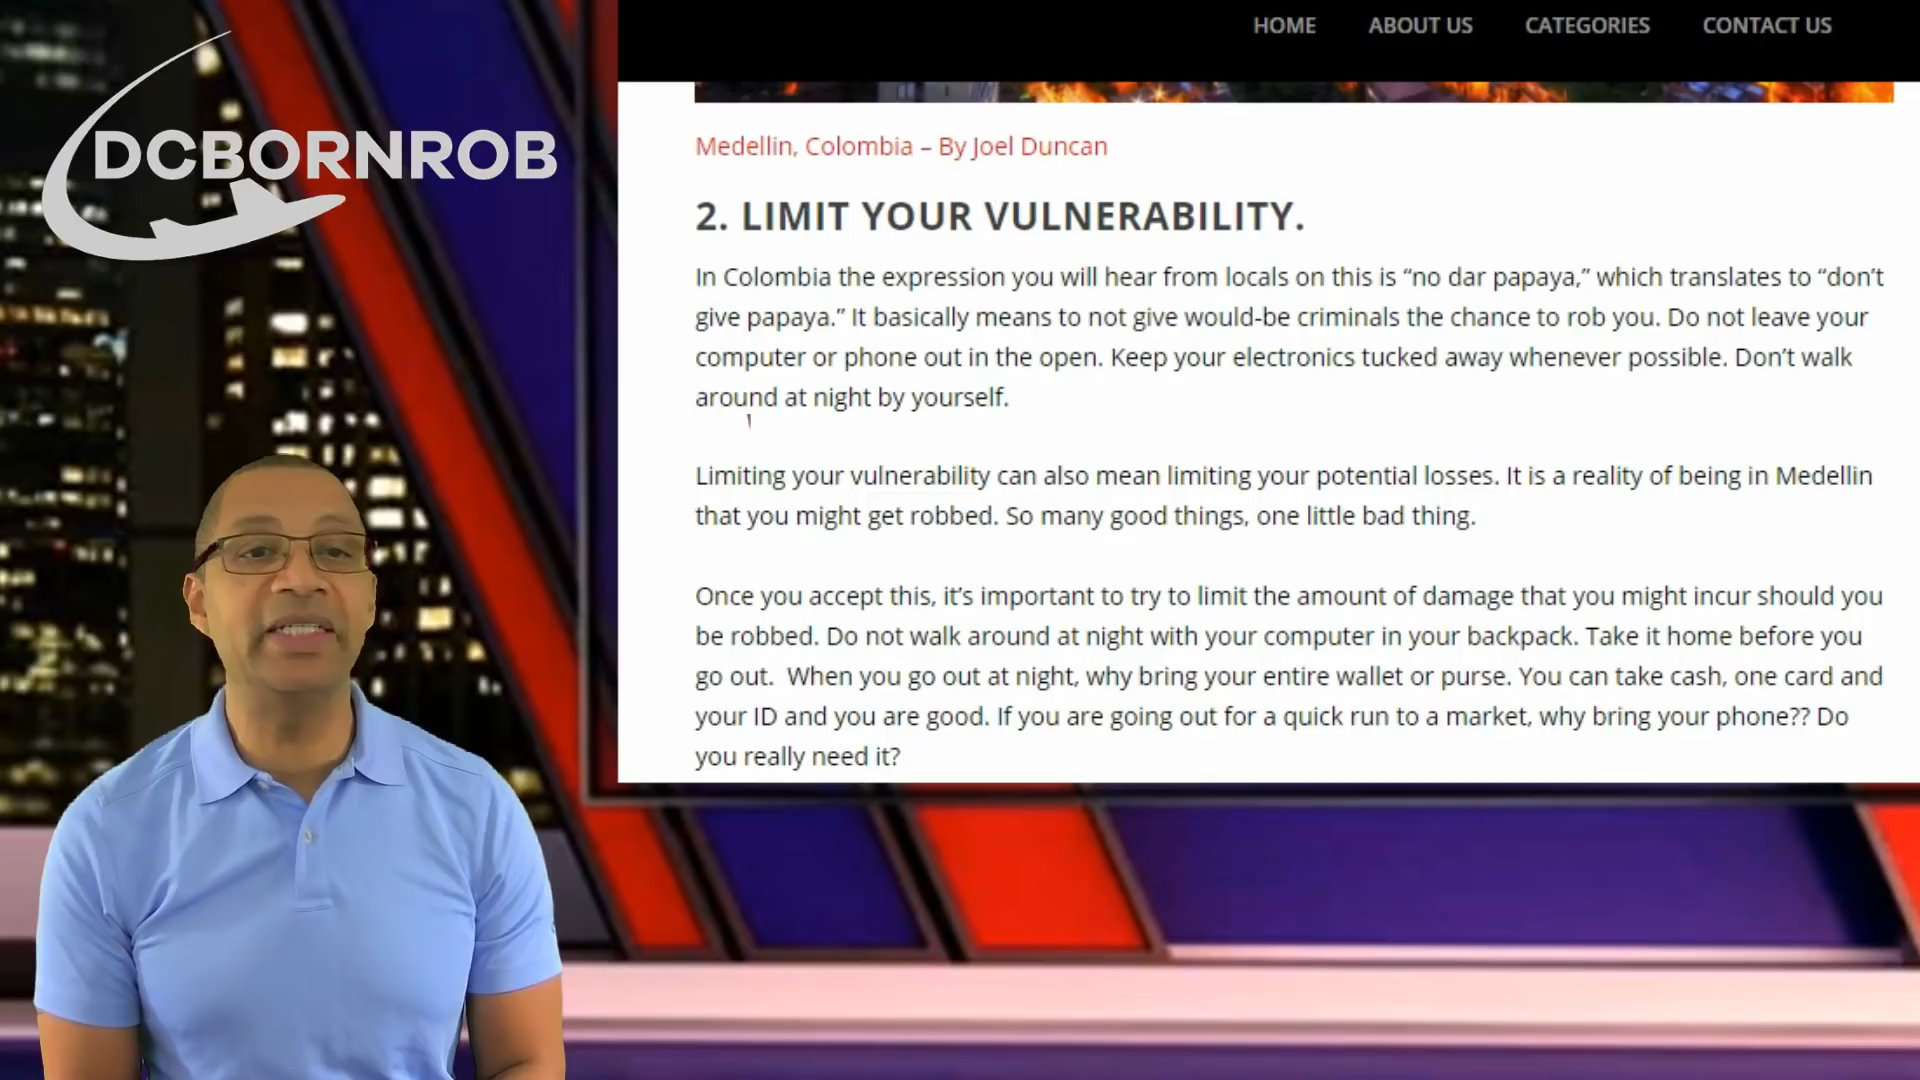 DCBORNROB
HOME ABOUT US CATEGORIES CONTACT US
Medellin, Colombia – By Joel Duncan
2. LIMIT YOUR VULNERABILITY.
In Colombia the expression you will hear from locals on this is “no dar papaya,” which translates to “don’t
give papaya.” It basically means to not give would-be criminals the chance to rob you. Do not leave your
computer or phone out in the open. Keep your electronics tucked away whenever possible. Don’t walk
around at night by yourself.
Limiting your vulnerability can also mean limiting your potential losses. It is a reality of being in Medellin
that you might get robbed. So many good things, one little bad thing.
Once you accept this, it’s important to try to limit the amount of damage that you might incur should you
be robbed. Do not walk around at night with your computer in your backpack. Take it home before you
go out.  When you go out at night, why bring your entire wallet or purse. You can take cash, one card and
your ID and you are good. If you are going out for a quick run to a market, why bring your phone?? Do
you really need it?